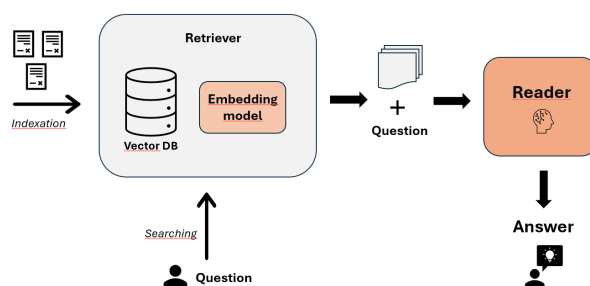 Retriever
Indexation
Embedding
model
Vector DB
+
Question
Reader
Searching
Question
Answer